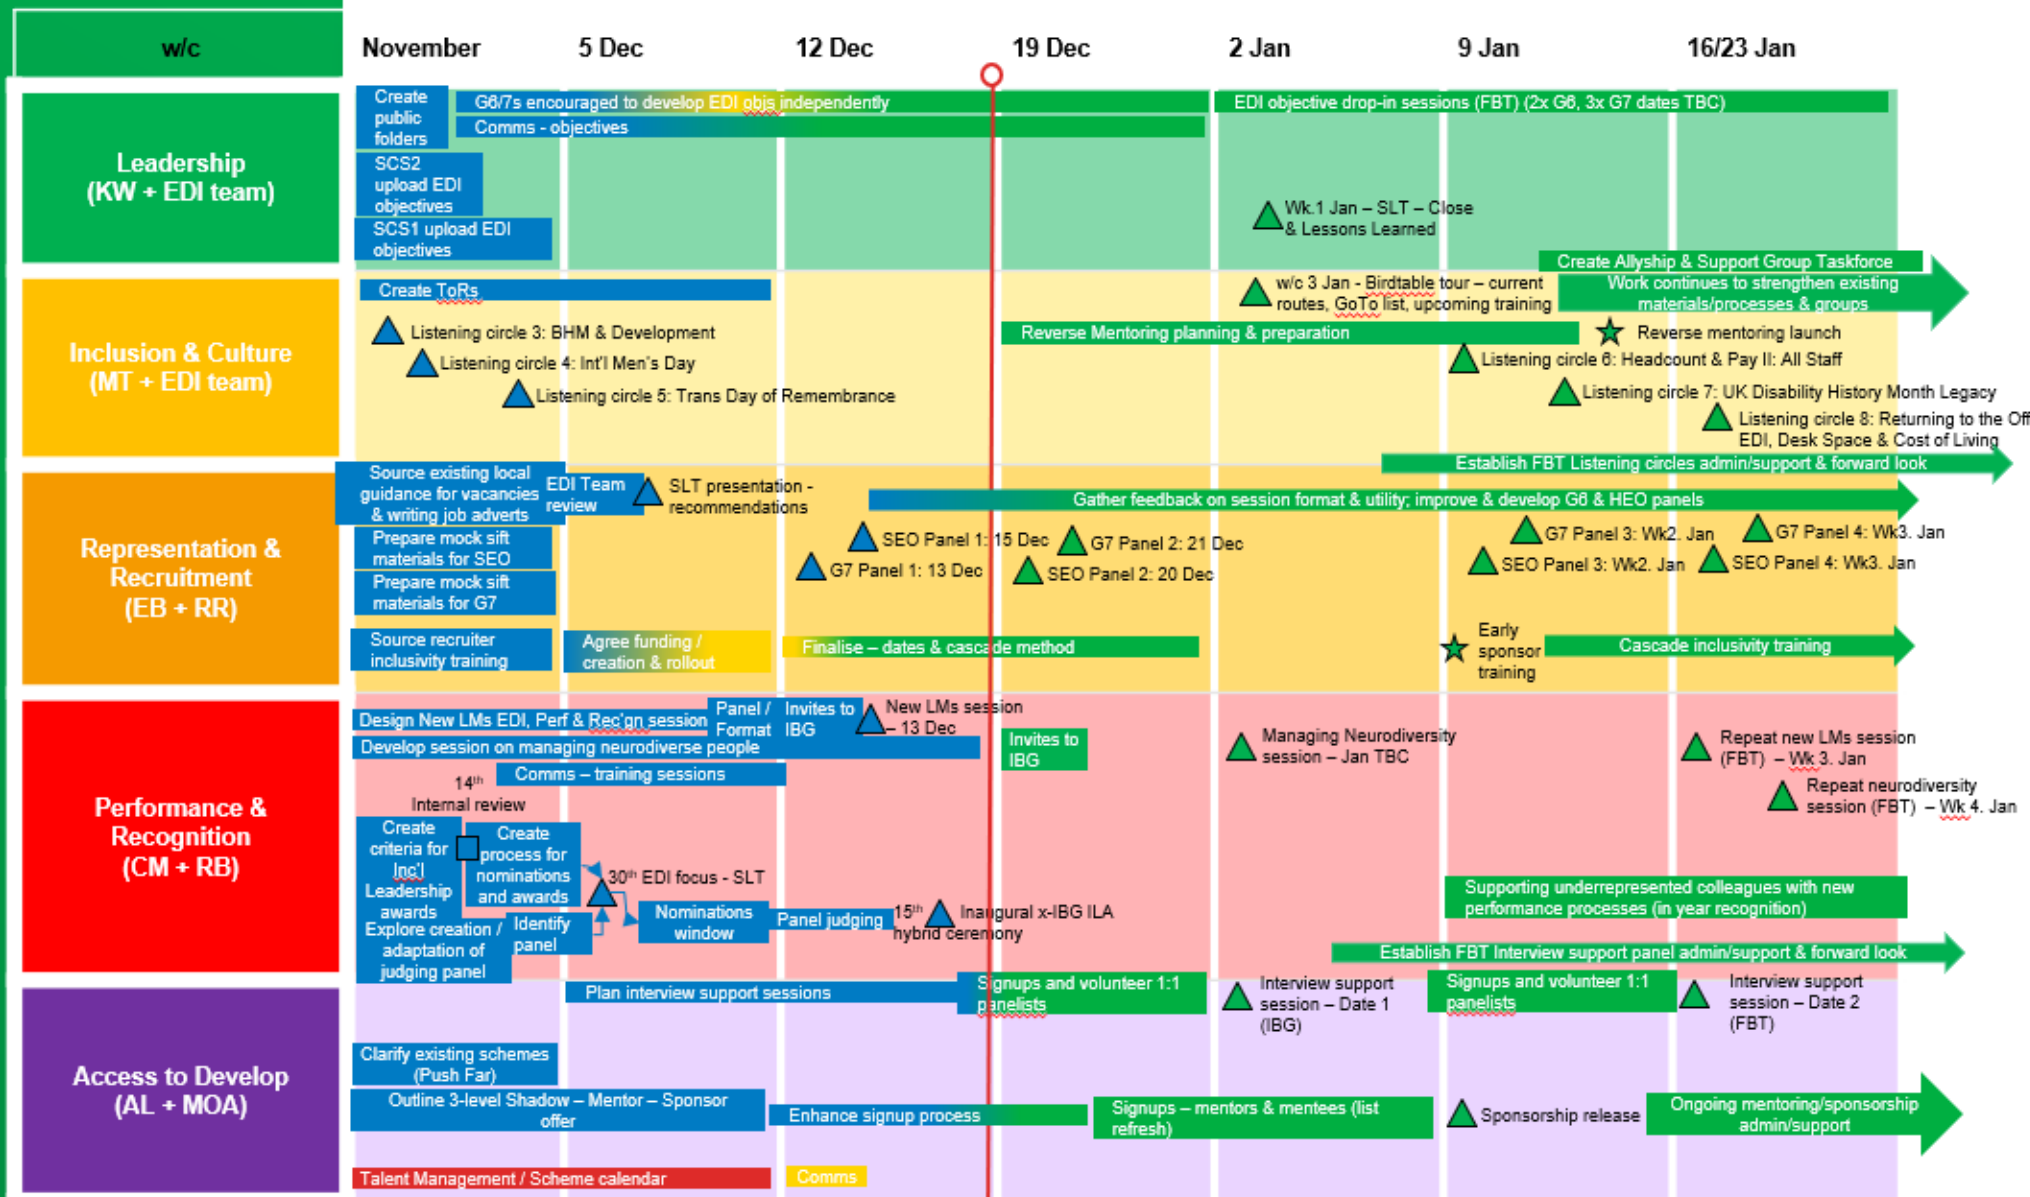 w/c
November
5 Dec
12 Dec
19 Dec
2 Jan
9 Jan
16/23 Jan
Leadership
(KW + EDI team)
Create
public
folders
G6/7s encouraged to develop EDI objs independently
EDI objective drop-in sessions (FBT) (2x G6, 3x G7 dates TBC)
Comms - objectives
SCS2
upload EDI
objectives
SCS1 upload EDI
objectives
Wk.1 Jan – SLT – Close
& Lessons Learned
Create Allyship & Support Group Taskforce
Inclusion & Culture
(MT + EDI team)
Create ToRs
w/c 3 Jan - Birdtable tour – current
routes, GoTo list, upcoming training
Work continues to strengthen existing
materials/processes & groups
Listening circle 3: BHM & Development
Reverse Mentoring planning & preparation
Reverse mentoring launch
Listening circle 4: Int'l Men's Day
Listening circle 6: Headcount & Pay II: All Staff
Listening circle 5: Trans Day of Remembrance
Listening circle 7: UK Disability History Month Legacy
Listening circle 8: Returning to the Off
EDI, Desk Space & Cost of Living
Establish FBT Listening circles admin/support & forward look
Representation &
Recruitment
(EB + RR)
Source existing local
guidance for vacancies
& writing job adverts
EDI Team
review
SLT presentation -
recommendations
Gather feedback on session format & utility; improve & develop G6 & HEO panels
Prepare mock sift
materials for SEO
SEO Panel 1: 15 Dec
G7 Panel 2: 21 Dec
G7 Panel 3: Wk2. Jan
G7 Panel 4: Wk3. Jan
Prepare mock sift
materials for G7
G7 Panel 1: 13 Dec
SEO Panel 2: 20 Dec
SEO Panel 3: Wk2. Jan
SEO Panel 4: Wk3. Jan
Source recruiter
inclusivity training
Agree funding /
creation & rollout
Finalise – dates & cascade method
Early
sponsor
training
Cascade inclusivity training
Performance &
Recognition
(CM + RB)
Design New LMs EDI, Perf & Rec'gn session
Panel /
Format
Invites to
IBG
New LMs session
– 13 Dec
Develop session on managing neurodiverse people
Invites to
IBG
Managing Neurodiversity
session – Jan TBC
Repeat new LMs session
(FBT) – Wk 3. Jan
Comms – training sessions
Repeat neurodiversity
session (FBT) – Wk 4. Jan
14th
Internal review
Create
criteria for
Inc'l
Leadership
awards
Create
process for
nominations
and awards
30th EDI focus - SLT
Explore creation /
adaptation of
judging panel
Identify
panel
Nominations
window
Panel judging
15th
Inaugural x-IBG ILA
hybrid ceremony
Supporting underrepresented colleagues with new
performance processes (in year recognition)
Establish FBT Interview support panel admin/support & forward look
Access to Develop
(AL + MOA)
Plan interview support sessions
Signups and volunteer 1:1
panelists
Interview support
session – Date 1
(IBG)
Signups and volunteer 1:1
panelists
Interview support
session – Date 2
(FBT)
Clarify existing schemes
(Push Far)
Outline 3-level Shadow – Mentor – Sponsor
offer
Enhance signup process
Signups – mentors & mentees (list
refresh)
Sponsorship release
Ongoing mentoring/sponsorship
admin/support
Talent Management / Scheme calendar
Comms